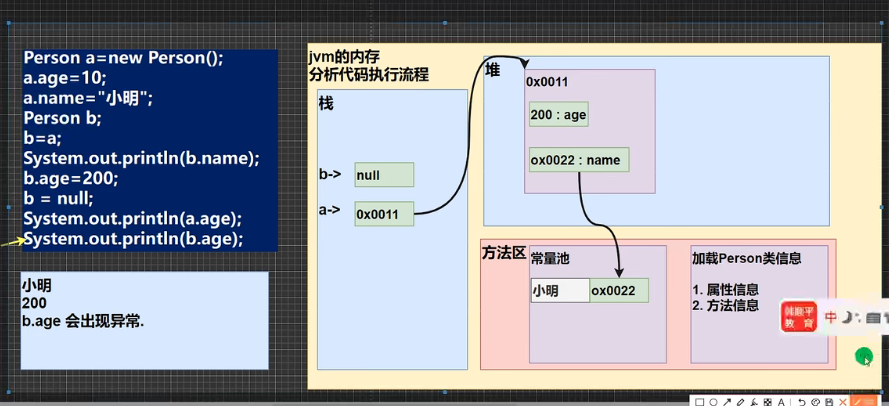 Person a=new Person();
a.age=10;
a.name="小明";
Person b;
b=a;
System.out.println(b.name);
b.age=200;
b = null;
System.out.println(a.age);
System.out.println(b.age);
小明
200
b.age 会出现异常.
jvm的内存
分析代码执行流程
栈
b->
null
a->
0x0011
堆
0x0011
200 : age
ox0022 : name
方法区
常量池
小明
ox0022
加载Person类信息
1. 属性信息
2. 方法信息
韩顺平
教育
中
A